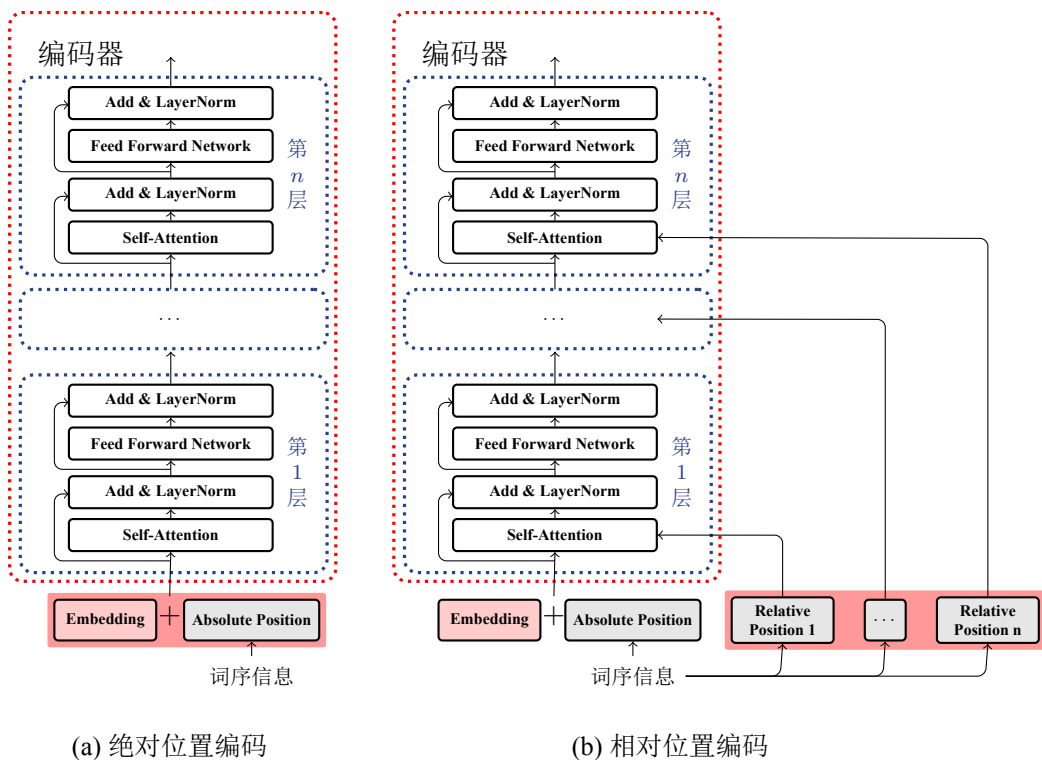 编码器
Add & LayerNorm
Feed Forward Network
Add & LayerNorm
Self-Attention
第
n
层
···
Add & LayerNorm
Feed Forward Network
Add & LayerNorm
Self-Attention
第
1
层
Embedding
+
Absolute Position
词序信息
(a) 绝对位置编码
编码器
Add & LayerNorm
Feed Forward Network
Add & LayerNorm
Self-Attention
第
n
层
···
Add & LayerNorm
Feed Forward Network
Add & LayerNorm
Self-Attention
第
1
层
Embedding
+
Absolute Position
Relative
Position 1
···
Relative
Position n
词序信息
(b) 相对位置编码